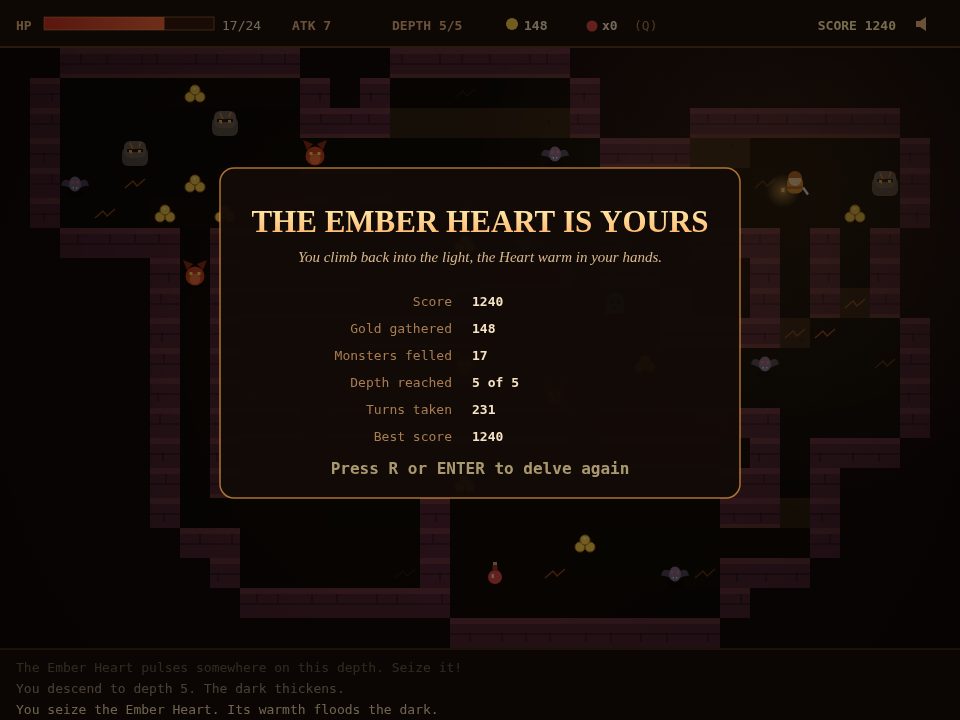 HP 17/24 ATK 7 DEPTH 5/5 148 x0 (Q) SCORE 1240
THE EMBER HEART IS YOURS
You climb back into the light, the Heart warm in your hands.
Score 1240
Gold gathered 148
Monsters felled 17
Depth reached 5 of 5
Turns taken 231
Best score 1240
Press R or ENTER to delve again
The Ember Heart pulses somewhere on this depth. Seize it!
You descend to depth 5. The dark thickens.
You seize the Ember Heart. Its warmth floods the dark.